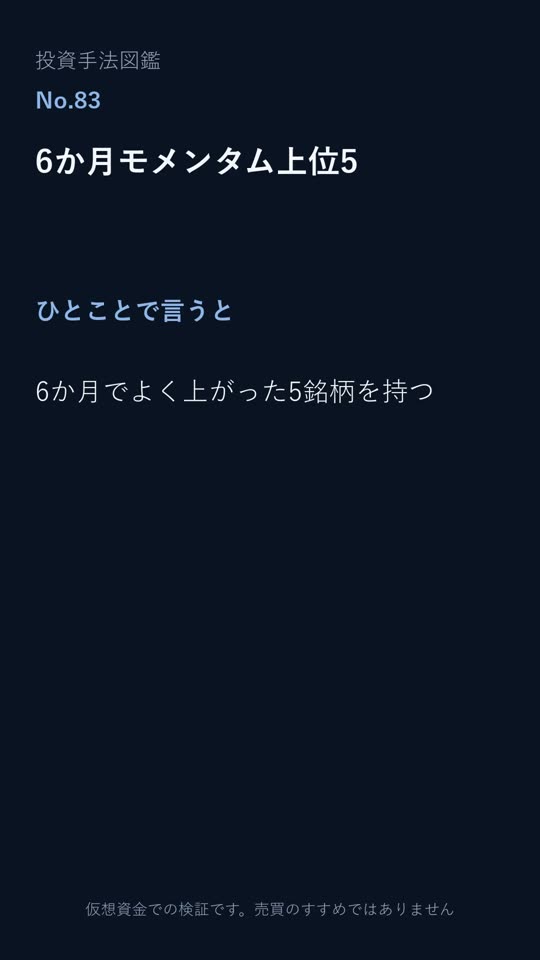 投資手法図鑑
No.83
6か月モメンタム上位5
ひとことで言うと
6か月でよく上がった5銘柄を持つ
仮想資金での検証です。売買のすすめではありません